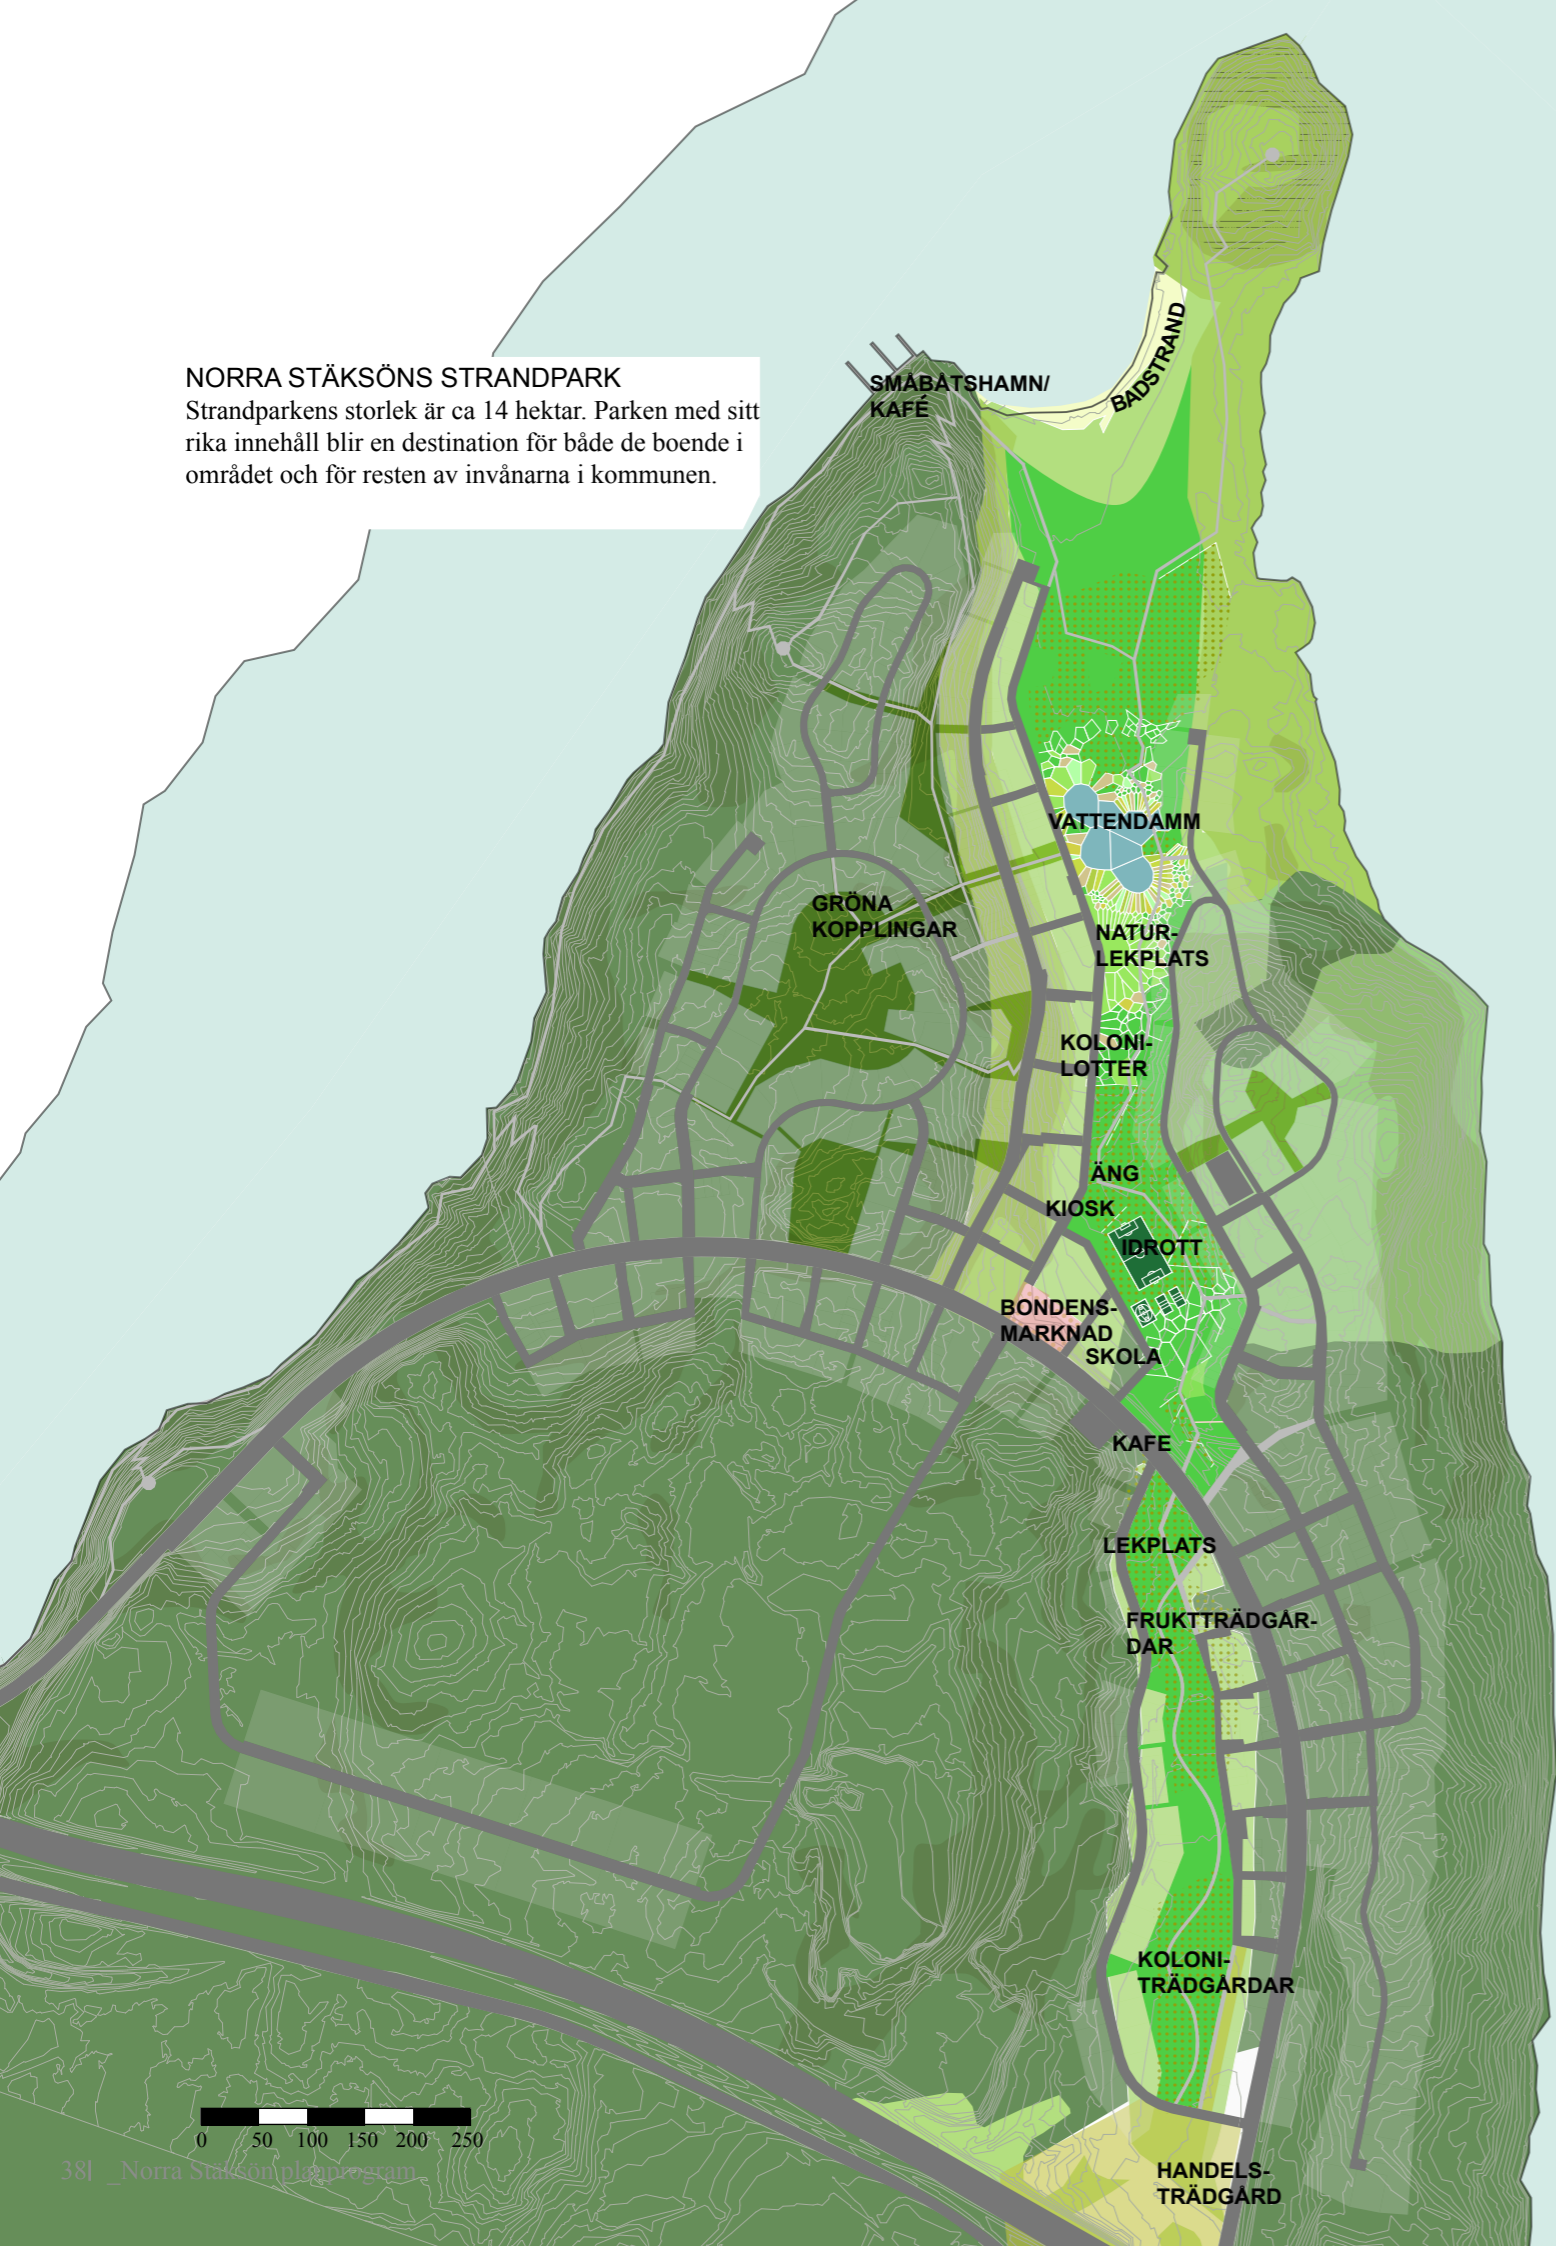 NORRA STÄKSÖNS STRANDPARK
Strandparkens storlek är ca 14 hektar. Parken med sitt
rika innehåll blir en destination för både de boende i
området och för resten av invånarna i kommunen.
SMÅBÅTSHAMN/
KAFÉ
BADSTRAND
VATTENDAMM
GRÖNA
KOPPLINGAR
NATUR-
LEKPLATS
KOLONI-
LOTTER
ÄNG
KIOSK
IDROTT
BONDENS-
MARKNAD
SKOLA
KAFE
LEKPLATS
FRUKTTRÄDGÅR-
DAR
KOLONI-
TRÄDGÅRDAR
HANDELS-
TRÄDGÅRD
0 50 100 150 200 250
38| _Norra Stäksön planprogram